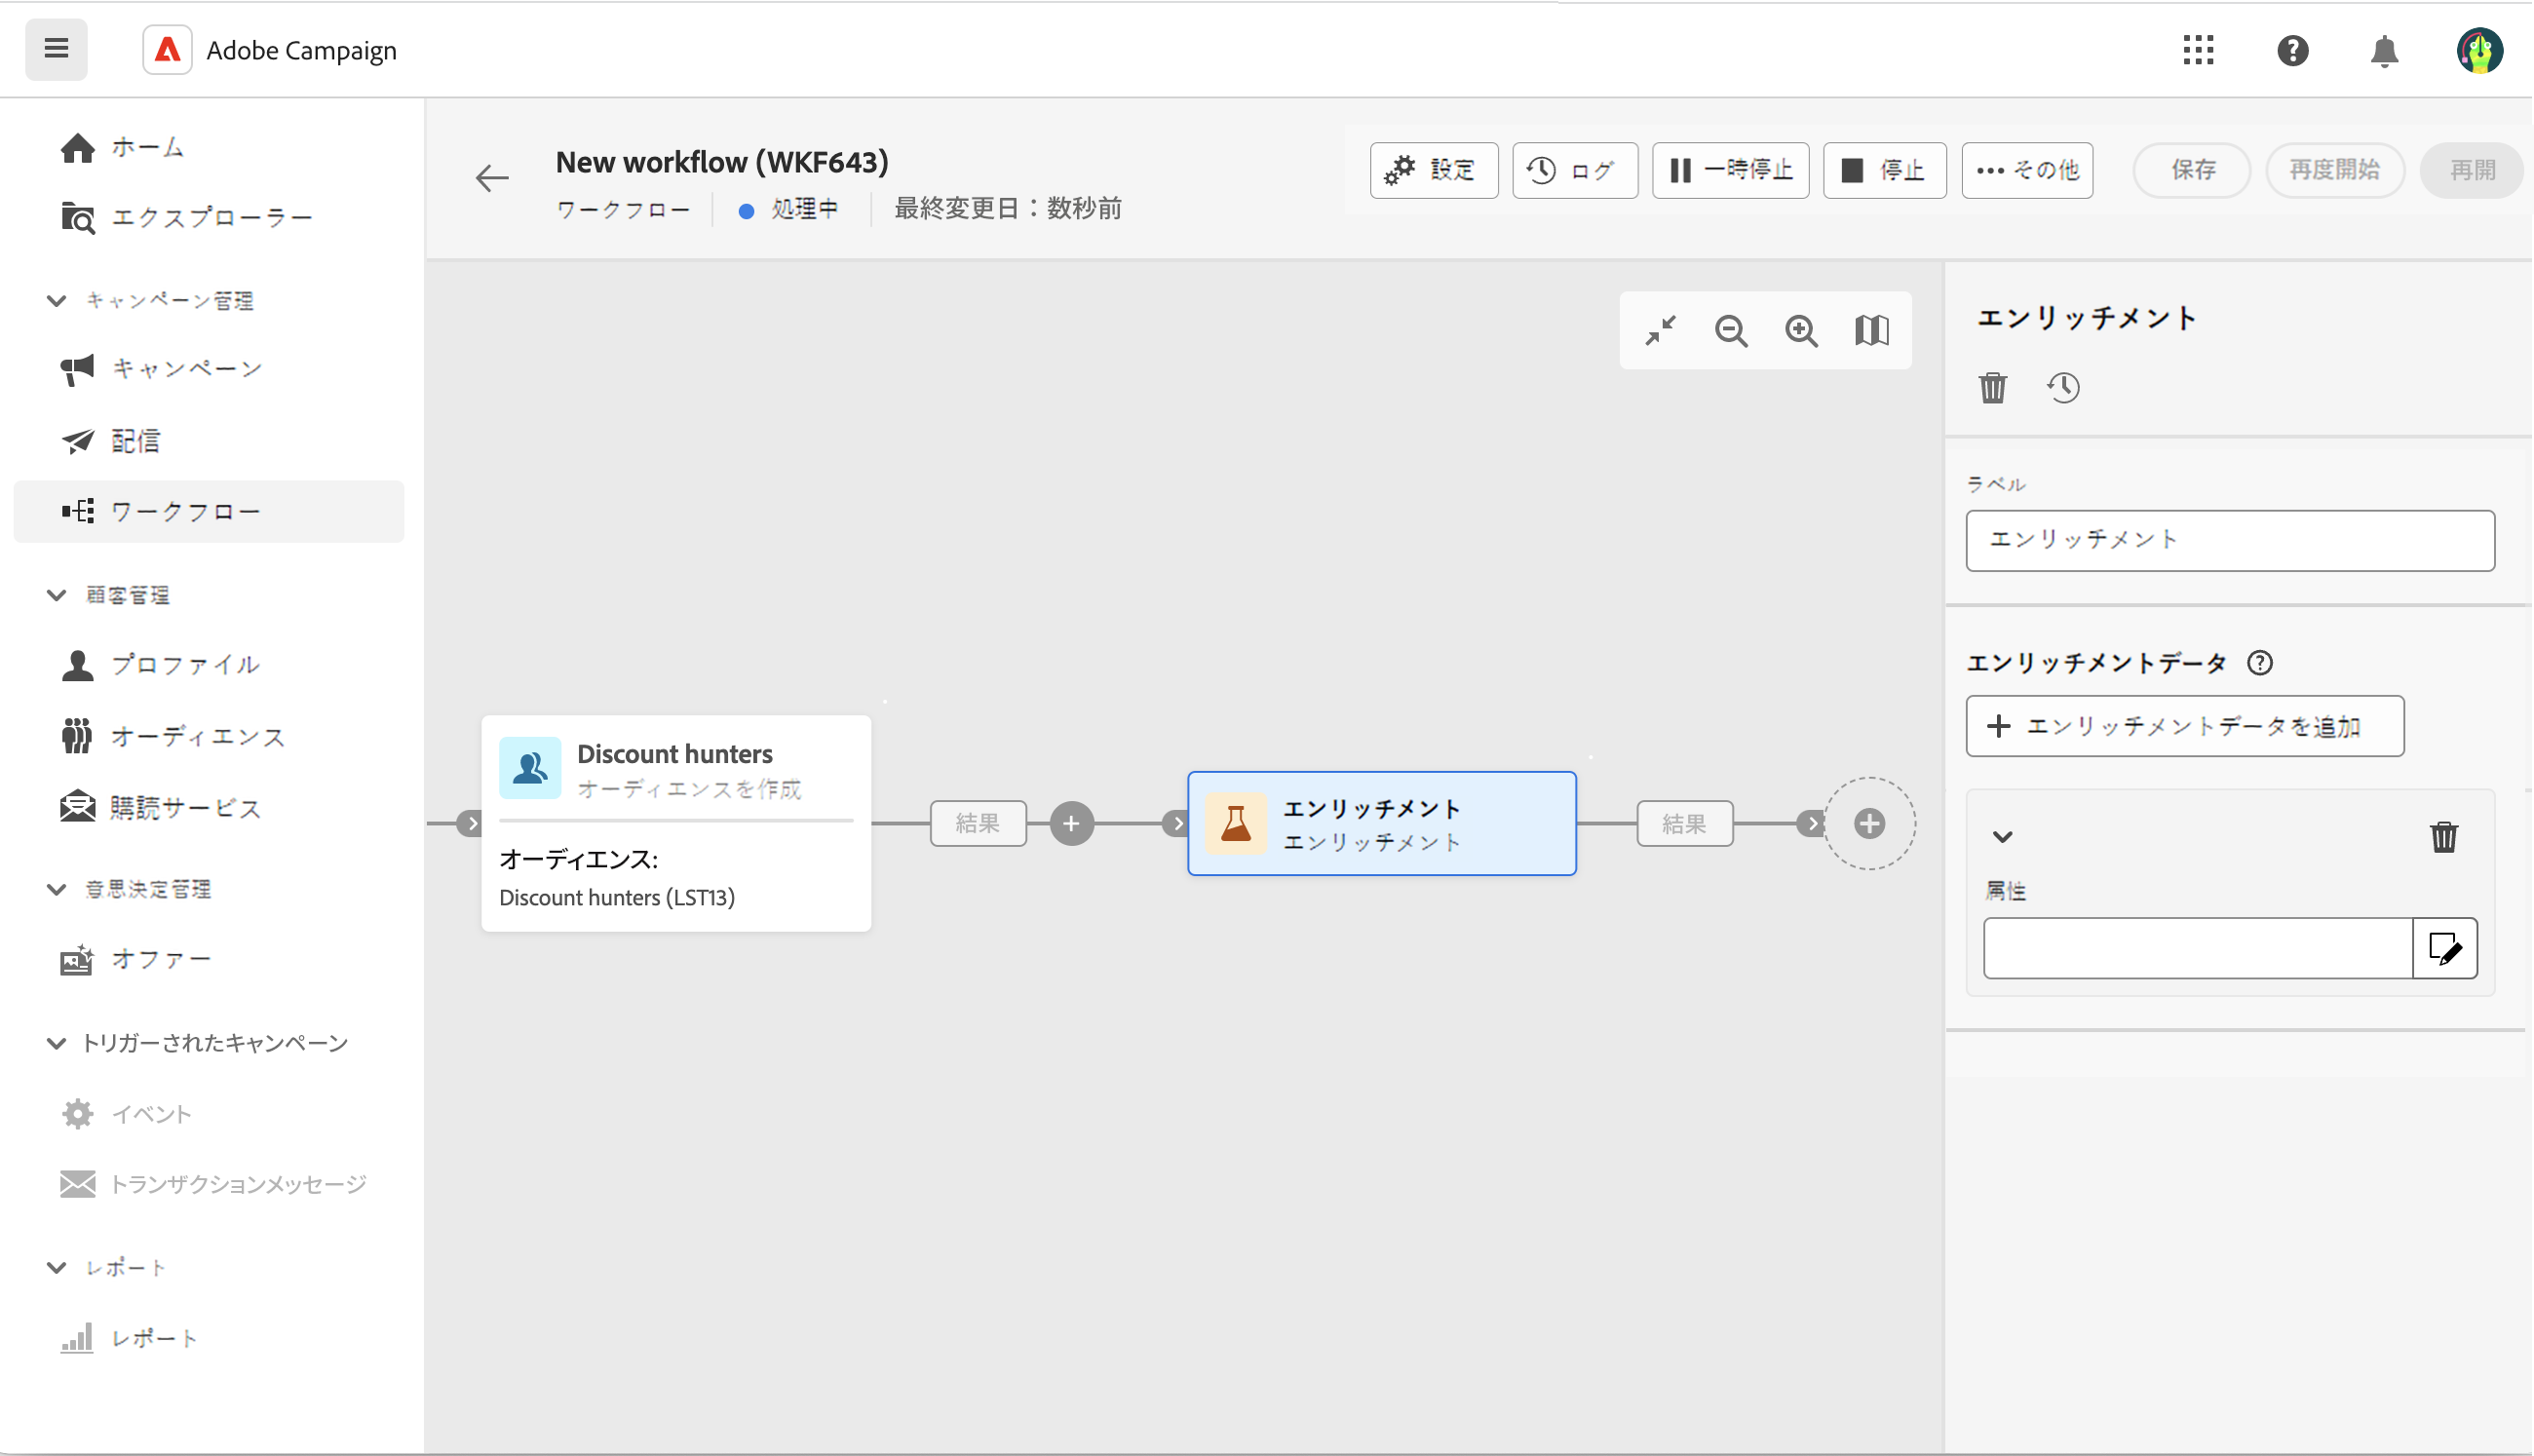 Adobe Campaign
ホーム
エクスプローラー
キャンペーン管理
キャンペーン
配信
ワークフロー
顧客管理
プロファイル
オーディエンス
購読サービス
意思決定管理
オファー
トリガーされたキャンペーン
イベント
トランザクションメッセージ
レポート
レポート
New workflow (WKF643)
ワークフロー 処理中 最終変更日：数秒前
設定 ログ 一時停止 停止 その他 保存 再度開始 再開
Discount hunters
オーディエンスを作成
オーディエンス:
Discount hunters (LST13)
結果
エンリッチメント
エンリッチメント
結果
エンリッチメント
ラベル
エンリッチメント
エンリッチメントデータ
エンリッチメントデータを追加
属性